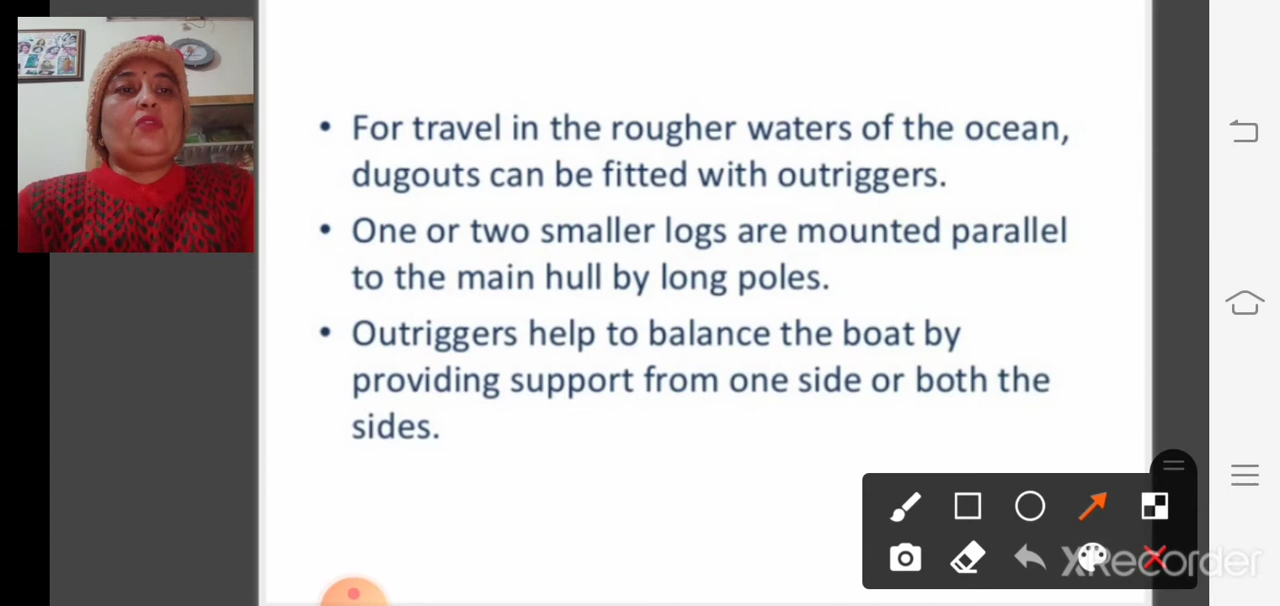 • For travel in the rougher waters of the ocean,
dugouts can be fitted with outriggers.
• One or two smaller logs are mounted parallel
to the main hull by long poles.
• Outriggers help to balance the boat by
providing support from one side or both the
sides.
XRecorder